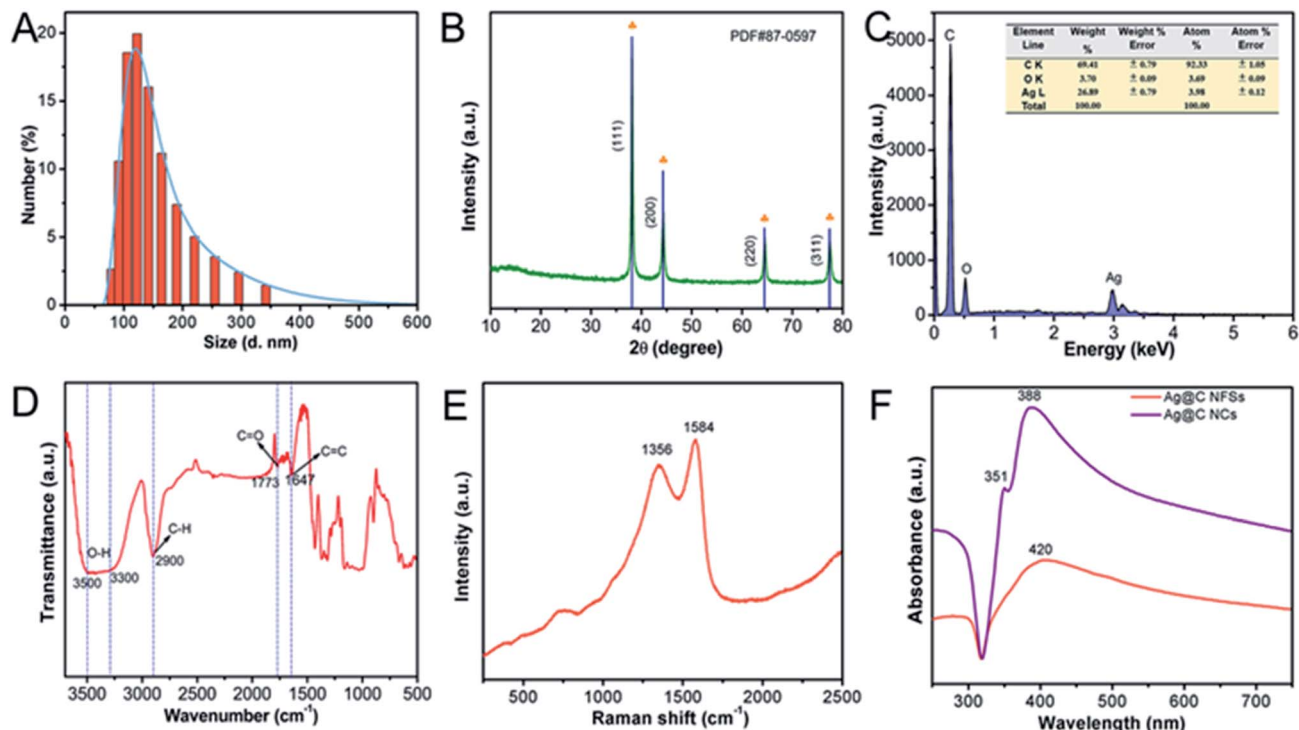 A
20
15
10
5
0
Number (%)
0 100 200 300 400 500 600
Size (d. nm)
B
PDF#87-0597
(111)
(200)
(220)
(311)
Intensity (a.u.)
10 20 30 40 50 60 70 80
2θ (degree)
C
Element Line Weight % Weight % Error Atom % Atom % Error
C K 69.41 ± 0.79 92.33 ± 1.05
O K 3.70 ± 0.09 3.69 ± 0.09
Ag L 26.89 ± 0.79 3.98 ± 0.12
Total 100.00 100.00
5000
4000
3000
2000
1000
0
C
O
Ag
Intensity (a.u.)
0 1 2 3 4 5 6
Energy (keV)
D
C=O
C=C
1773 1647
C-H
O-H
2900
3500 3300
Transmittance (a.u.)
3500 3000 2500 2000 1500 1000 500
Wavenumber (cm⁻¹)
E
1356
1584
Intensity (a.u.)
500 1000 1500 2000 2500
Raman shift (cm⁻¹)
F
Ag@C NFSs
Ag@C NCs
388
351
420
Absorbance (a.u.)
300 400 500 600 700
Wavelength (nm)